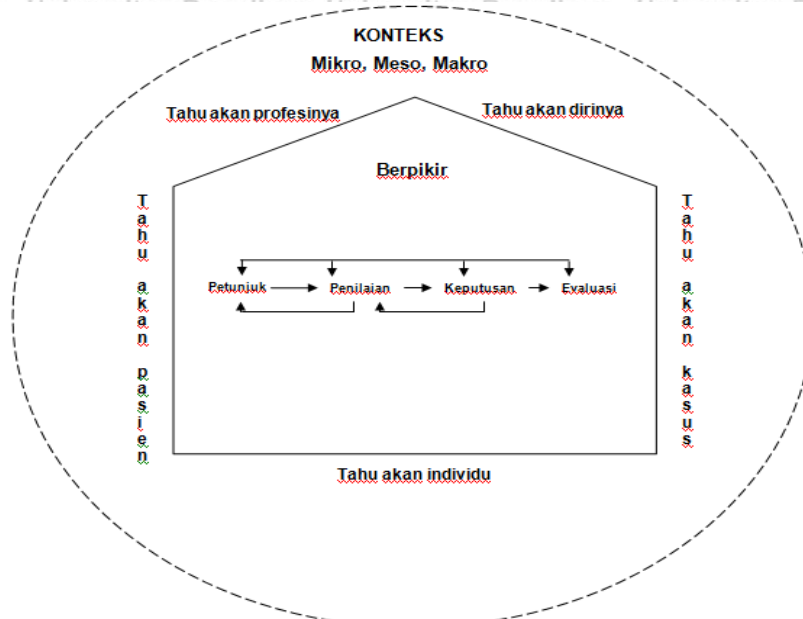 KONTEKS
Mikro, Meso, Makro
Tahu akan profesinya
Tahu akan dirinya
Berpikir
Tahu akan pasien
Tahu akan kasus
Petunjuk
Penilaian
Keputusan
Evaluasi
Tahu akan individu